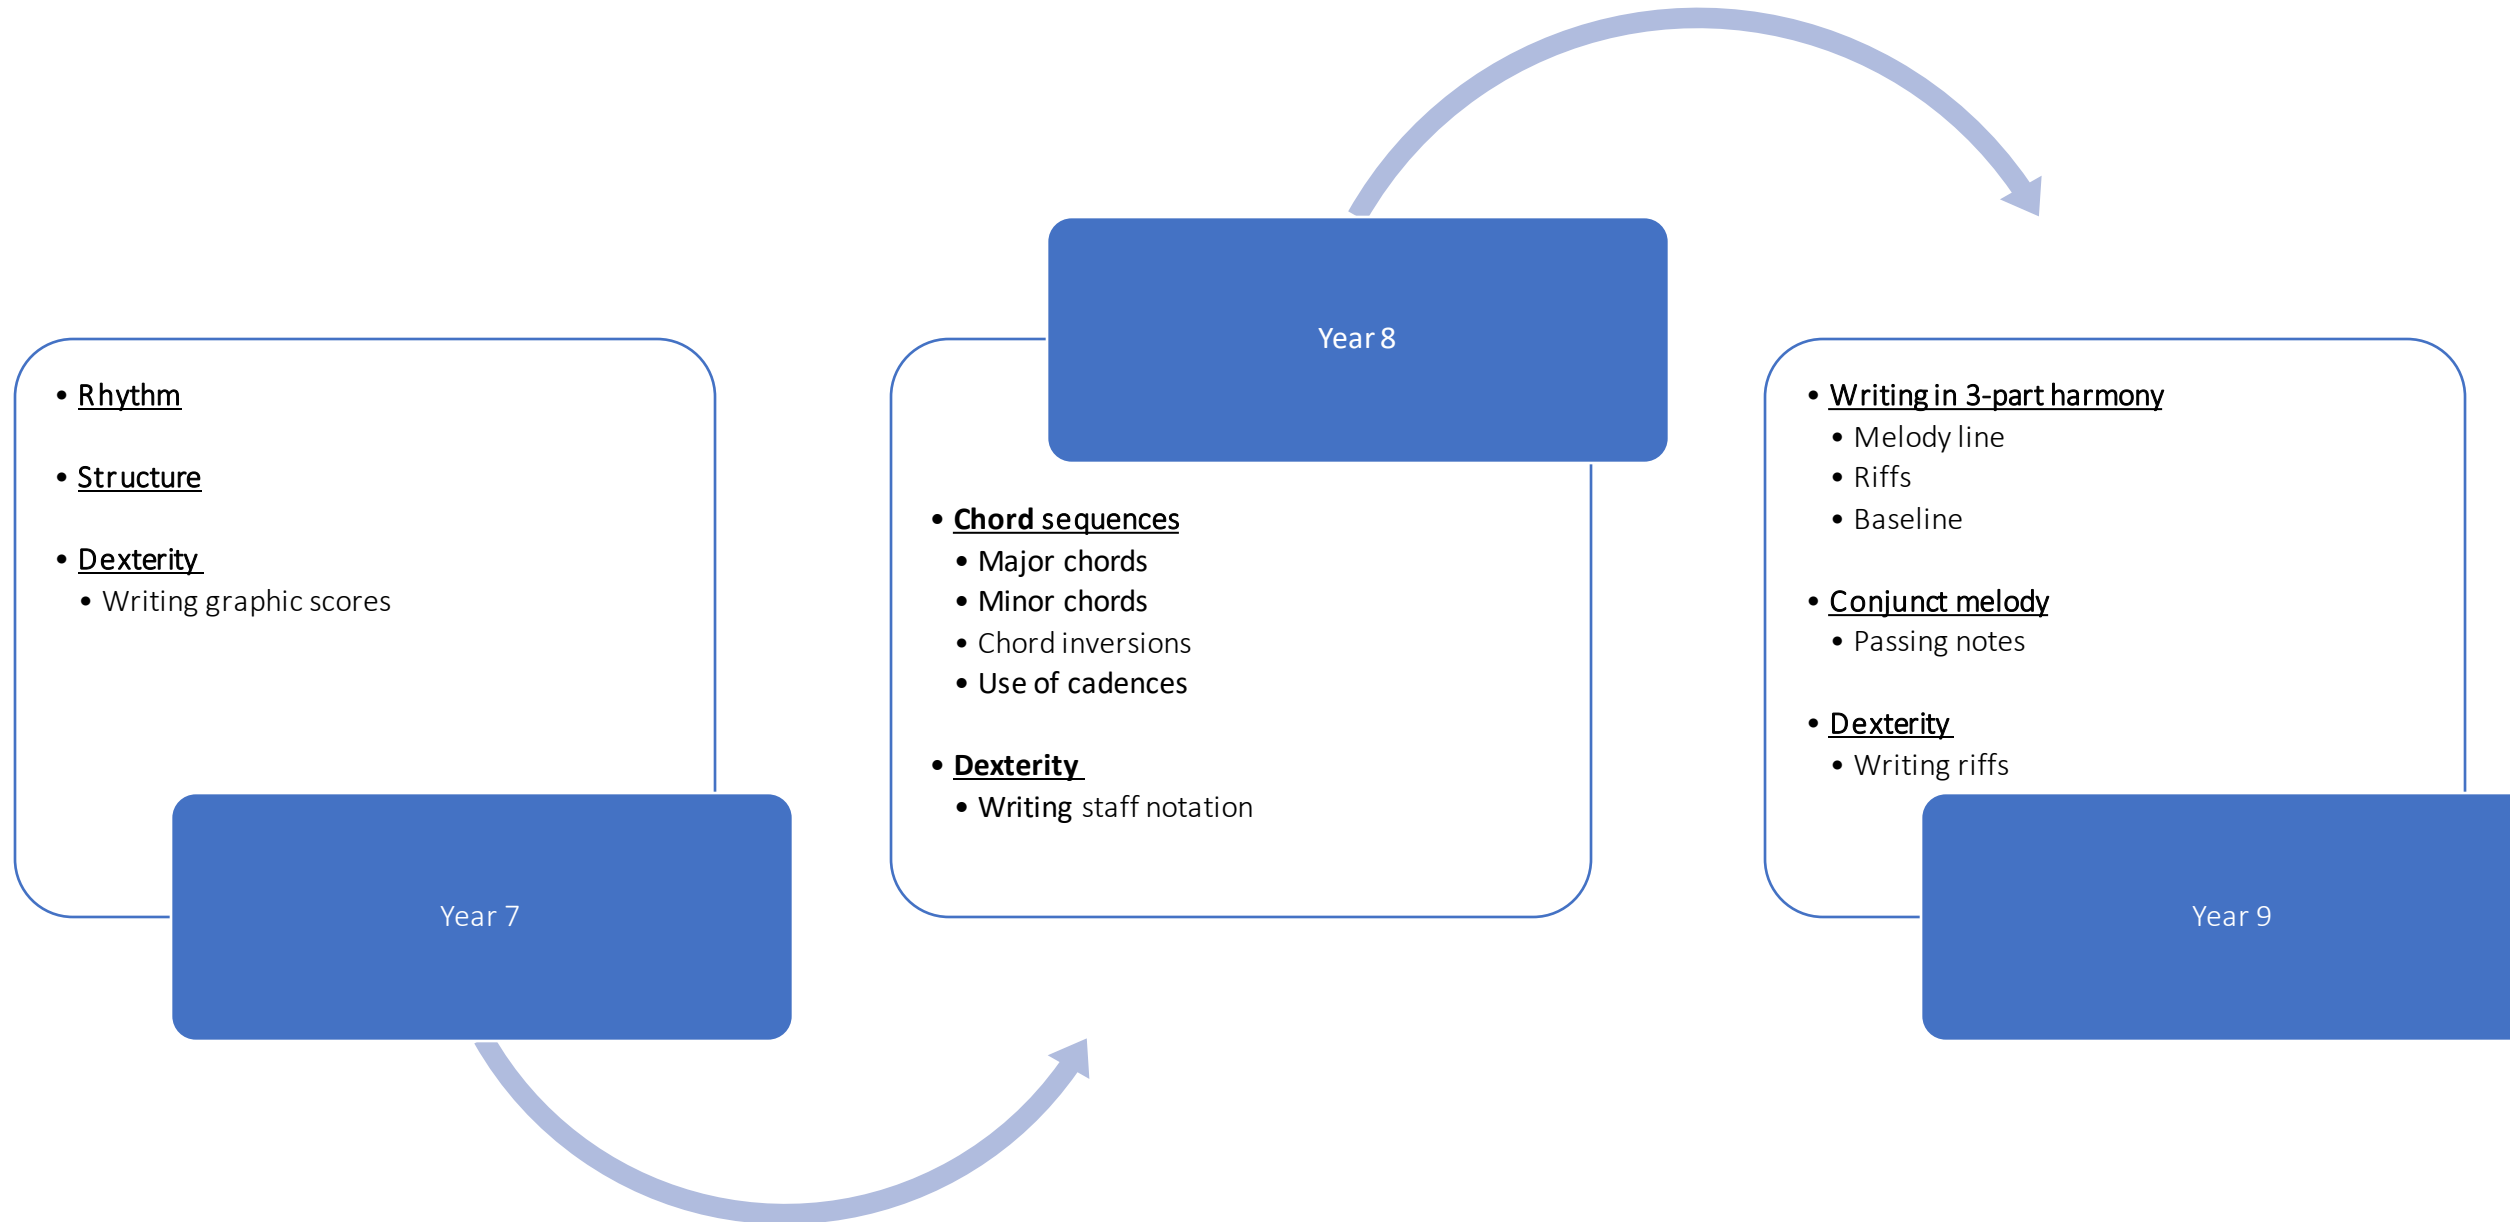 • Rhythm
• Structure
• Dexterity
• Writing graphic scores
Year 7
Year 8
• Chord sequences
• Major chords
• Minor chords
• Chord inversions
• Use of cadences
• Dexterity
• Writing staff notation
• Writing in 3-part harmony
• Melody line
• Riffs
• Baseline
• Conjunct melody
• Passing notes
• Dexterity
• Writing riffs
Year 9